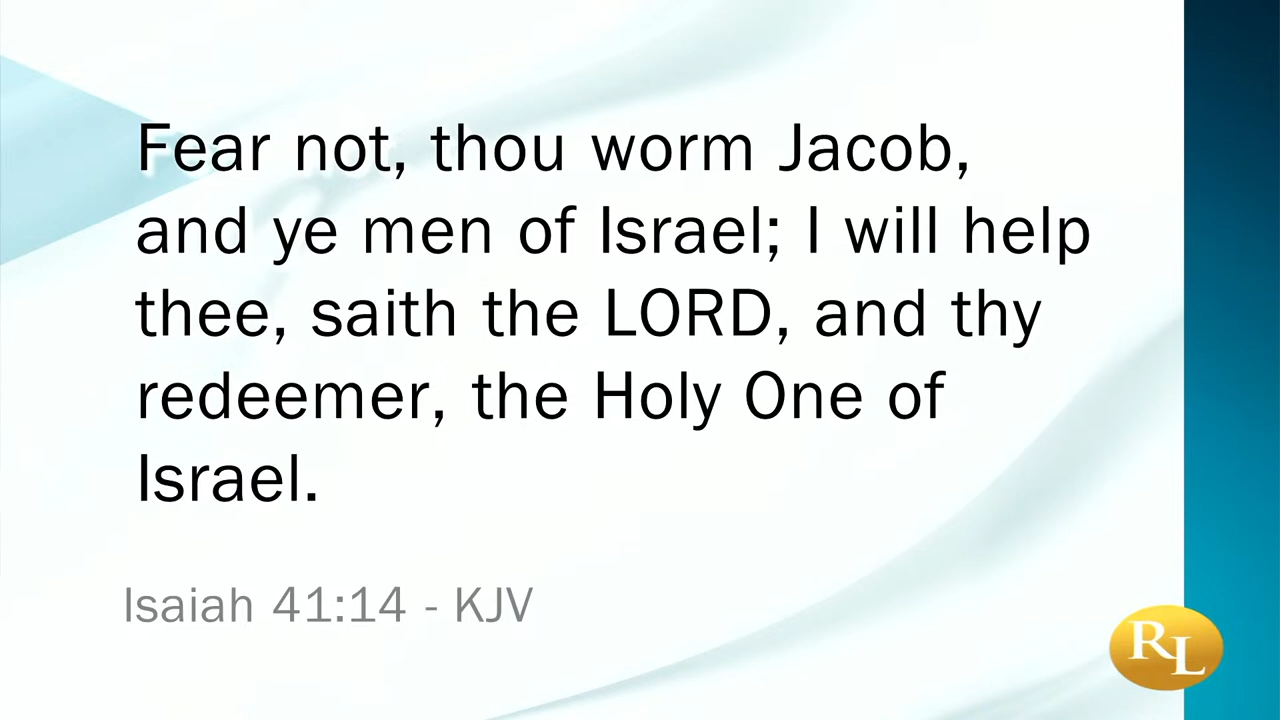 Fear not, thou worm Jacob,
and ye men of Israel; I will help
thee, saith the LORD, and thy
redeemer, the Holy One of
Israel.
Isaiah 41:14 - KJV
RL